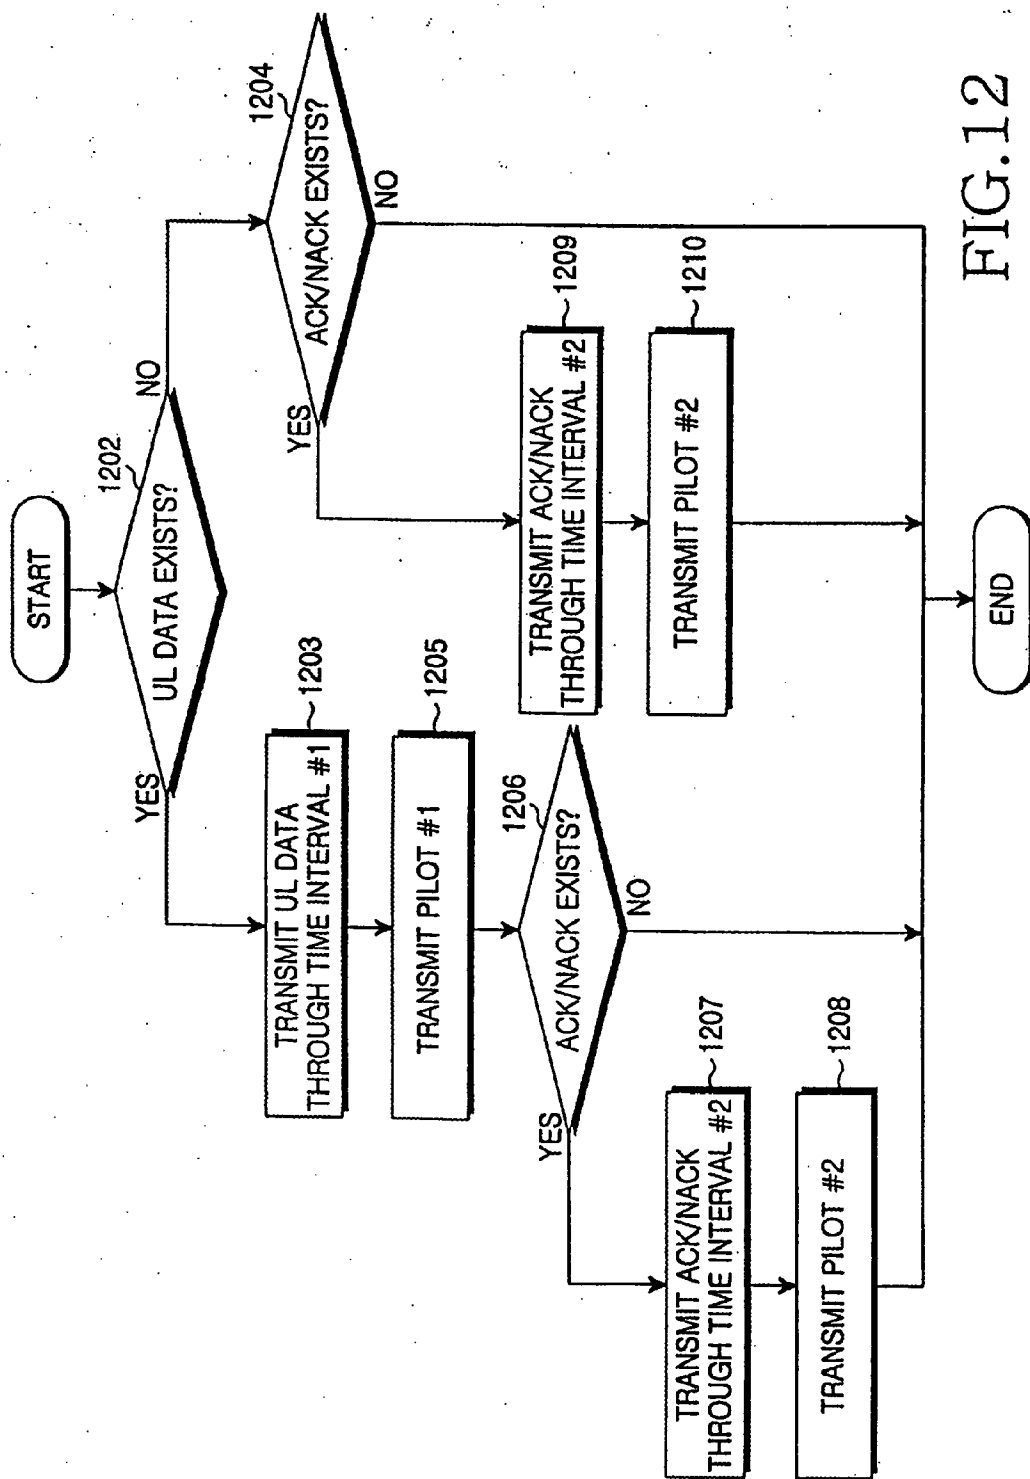 START
1202
UL DATA EXISTS?
YES
NO
1203
TRANSMIT UL DATA
THROUGH TIME INTERVAL #1
1205
TRANSMIT PILOT #1
1206
ACK/NACK EXISTS?
YES
NO
1207
TRANSMIT ACK/NACK
THROUGH TIME INTERVAL #2
1208
TRANSMIT PILOT #2
1204
ACK/NACK EXISTS?
YES
NO
1209
TRANSMIT ACK/NACK
THROUGH TIME INTERVAL #2
1210
TRANSMIT PILOT #2
END
FIG.12